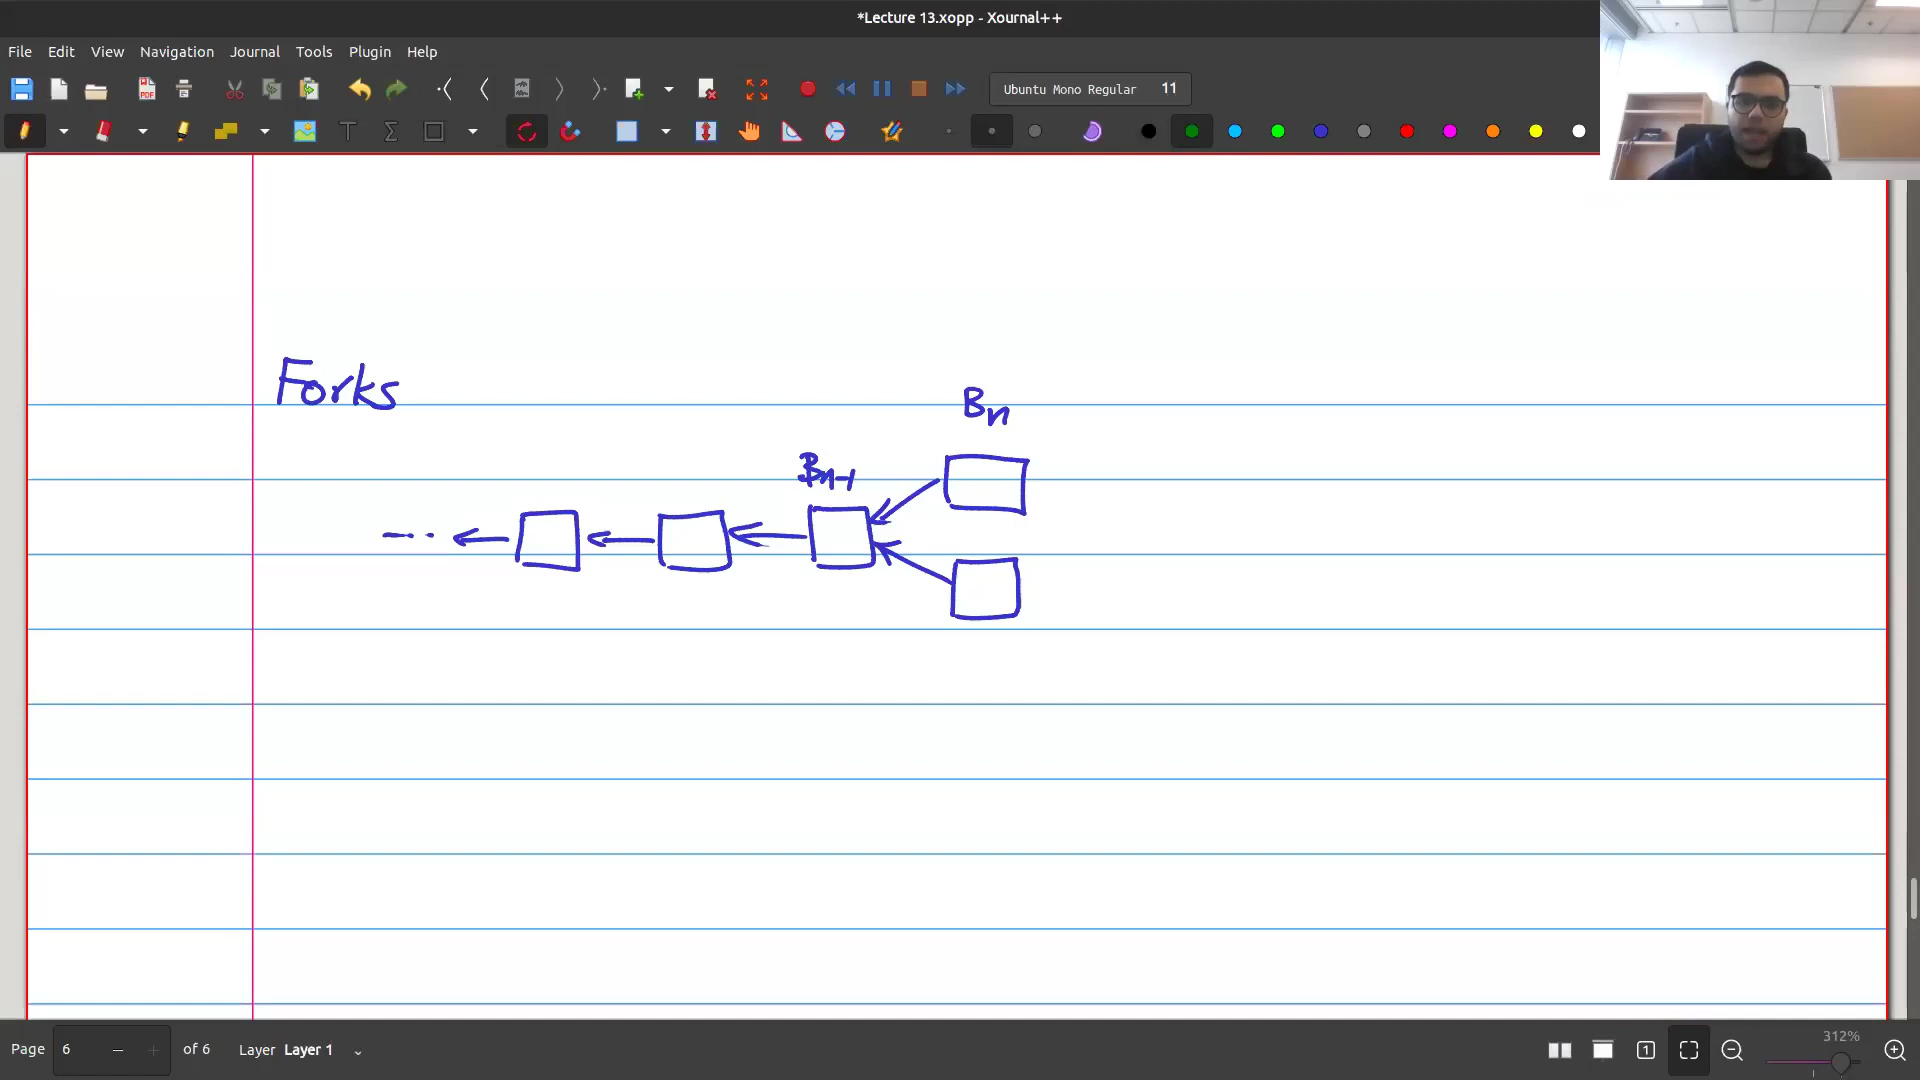 *Lecture 13.xopp - Xournal++
File Edit View Navigation Journal Tools Plugin Help
Ubuntu Mono Regular 11
Forks
Bn
Bn-1
Page 6 of 6 Layer Layer 1
312%